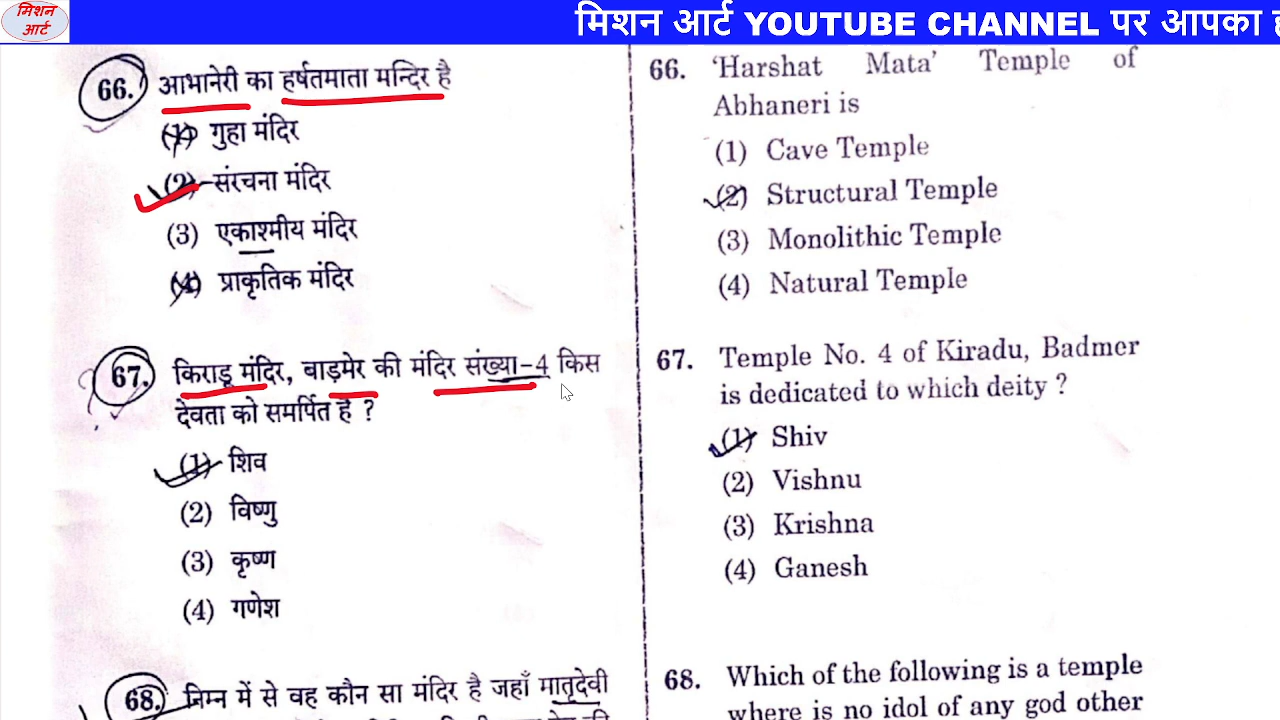 मिशन
आर्ट
मिशन आर्ट YOUTUBE CHANNEL पर आपका
66. आभानेरी का हर्षतमाता मन्दिर है
(1) गुहा मंदिर
(2) संरचना मंदिर
(3) एकाश्मीय मंदिर
(4) प्राकृतिक मंदिर
67. किराडू मंदिर, बाड़मेर की मंदिर संख्या-4 किस
देवता को समर्पित है ?
(1) शिव
(2) विष्णु
(3) कृष्ण
(4) गणेश
68. निम्न में से वह कौन सा मंदिर है जहाँ मातृदेवी
66. 'Harshat Mata' Temple of
Abhaneri is
(1) Cave Temple
(2) Structural Temple
(3) Monolithic Temple
(4) Natural Temple
67. Temple No. 4 of Kiradu, Badmer
is dedicated to which deity ?
(1) Shiv
(2) Vishnu
(3) Krishna
(4) Ganesh
68. Which of the following is a temple
where is no idol of any god other